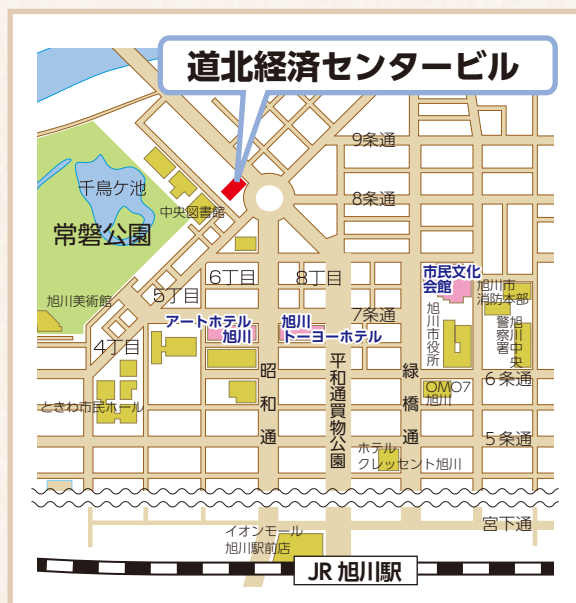 道北経済センタービル
9条通
千鳥ケ池
8条通
中央図書館
常磐公園
市民文化
会館
6丁目
8丁目
旭川市
消防本部
5丁目
旭川美術館
7条通
アートホテル
旭川
旭川
トーヨーホテル
旭川市役所
旭川中央
警察署
4丁目
昭和通
平和通買物公園
緑橋通
6条通
OMO7
旭川
ときわ市民ホール
5条通
ホテル
クレッセント旭川
宮下通
イオンモール
旭川駅前店
JR 旭川駅